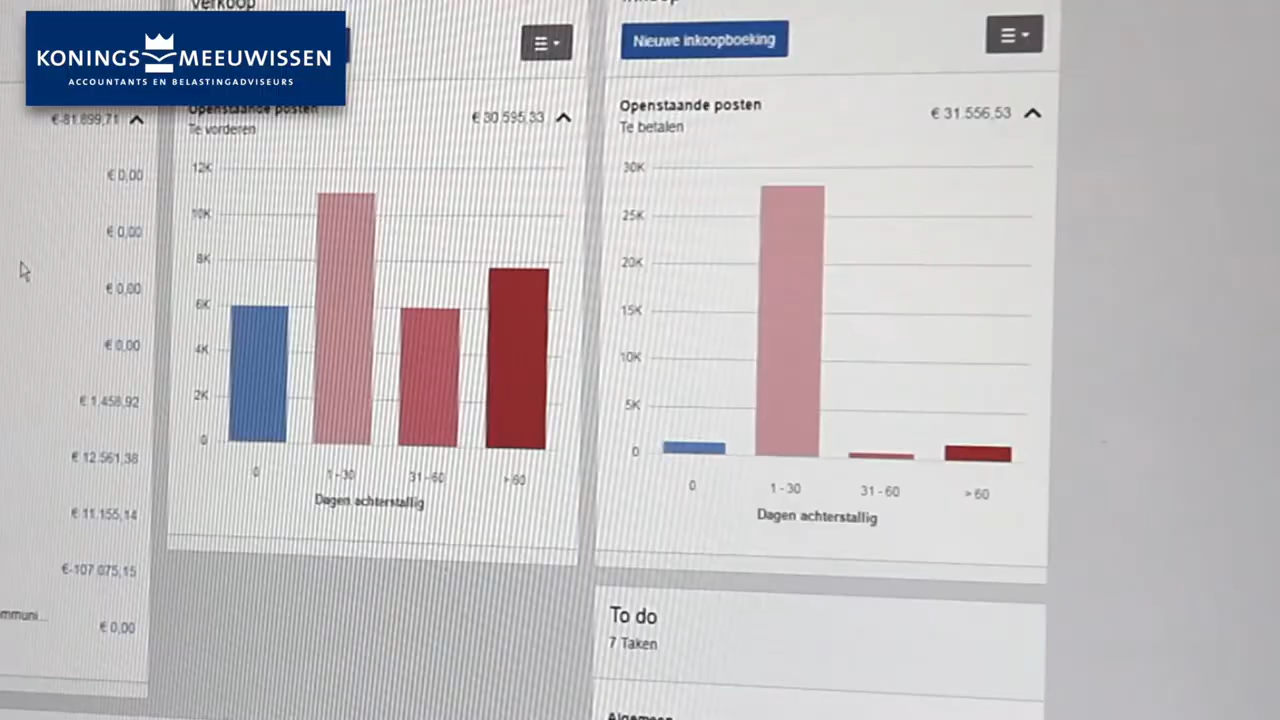 KONINGS MEEUWISSEN
ACCOUNTANTS EN BELASTINGADVISEURS
€-81.899,71
€ 0,00
€ 0,00
€ 0,00
€ 0,00
€ 1.458,92
€ 12.561,38
€ 11.155,14
€-107.075,15
mmuni...
€ 0,00
Verkoop
Openstaande posten
€ 30.595,33
Te vorderen
12K
10K
8K
6K
4K
2K
0
0
1 - 30
31 - 60
> 60
Dagen achterstallig
Nieuwe inkoopboeking
Openstaande posten
€ 31.556,53
Te betalen
30K
25K
20K
15K
10K
5K
0
0
1 - 30
31 - 60
> 60
Dagen achterstallig
To do
7 Taken
Algemeen